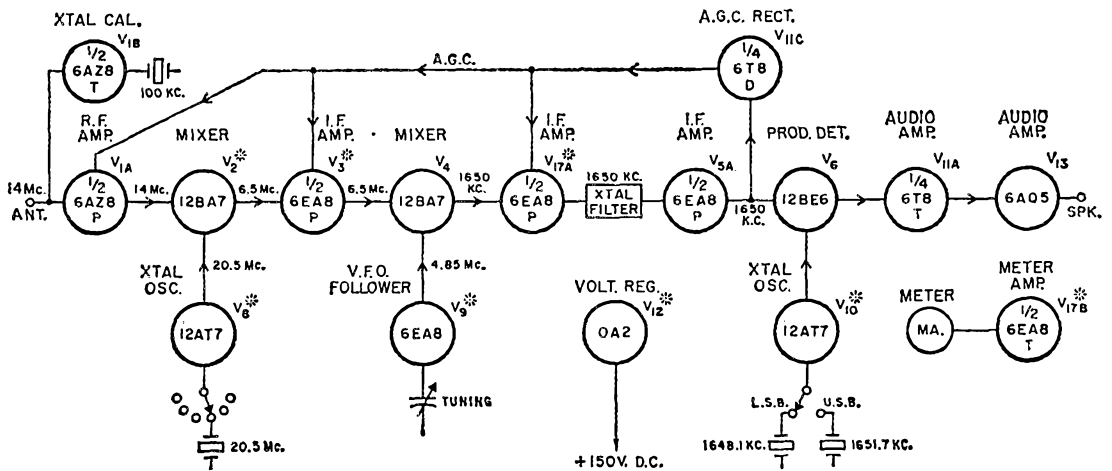 XTAL CAL.
V1B
1/2
6AZ8
T
100 KC.
A.G.C.
A.G.C. RECT.
V11C
1/4
6T8
D
R.F.
AMP.
V1A
1/2
6AZ8
P
14 Mc.
ANT.
14 Mc.
MIXER
V2※
12BA7
6.5 Mc.
I.F.
AMP.
V3※
1/2
6EA8
P
6.5 Mc.
MIXER
V4
12BA7
1650
KC.
I.F.
AMP.
V17A※
1/2
6EA8
P
1650 KC.
XTAL
FILTER
I.F.
AMP.
V5A
1/2
6EA8
P
1650
K.C.
PROD. DET.
V6
12BE6
AUDIO
AMP.
V11A
1/4
6T8
T
AUDIO
AMP.
V13
6AQ5
SPK.
20.5 Mc.
XTAL
OSC.
V8※
12AT7
20.5 Mc.
4.85 Mc.
V.F.O.
FOLLOWER
V9※
6EA8
TUNING
VOLT. REG.
V12※
OA2
+150V. D.C.
XTAL
OSC.
V10※
12AT7
L.S.B.
U.S.B.
1648.1 KC.
1651.7 KC.
METER
MA.
METER
AMP.
V17B※
1/2
6EA8
T